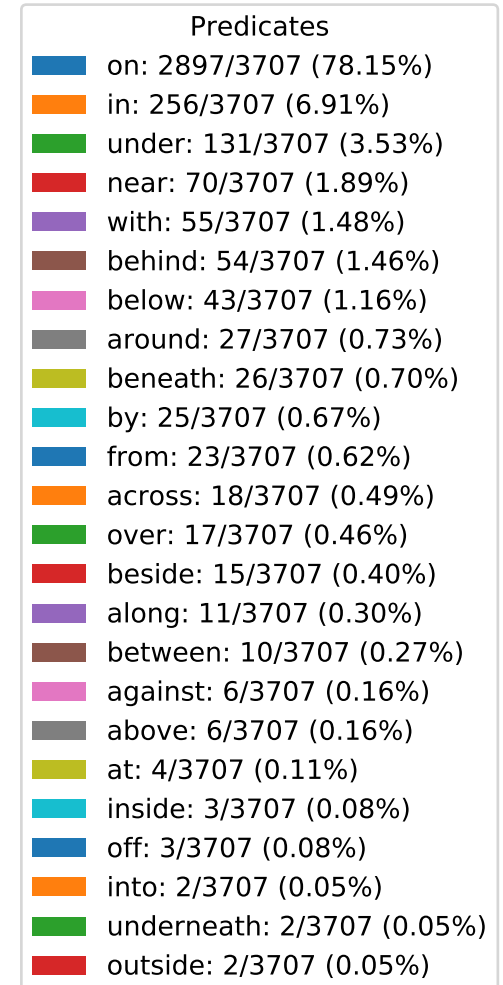 Predicates
on: 2897/3707 (78.15%)
in: 256/3707 (6.91%)
under: 131/3707 (3.53%)
near: 70/3707 (1.89%)
with: 55/3707 (1.48%)
behind: 54/3707 (1.46%)
below: 43/3707 (1.16%)
around: 27/3707 (0.73%)
beneath: 26/3707 (0.70%)
by: 25/3707 (0.67%)
from: 23/3707 (0.62%)
across: 18/3707 (0.49%)
over: 17/3707 (0.46%)
beside: 15/3707 (0.40%)
along: 11/3707 (0.30%)
between: 10/3707 (0.27%)
against: 6/3707 (0.16%)
above: 6/3707 (0.16%)
at: 4/3707 (0.11%)
inside: 3/3707 (0.08%)
off: 3/3707 (0.08%)
into: 2/3707 (0.05%)
underneath: 2/3707 (0.05%)
outside: 2/3707 (0.05%)